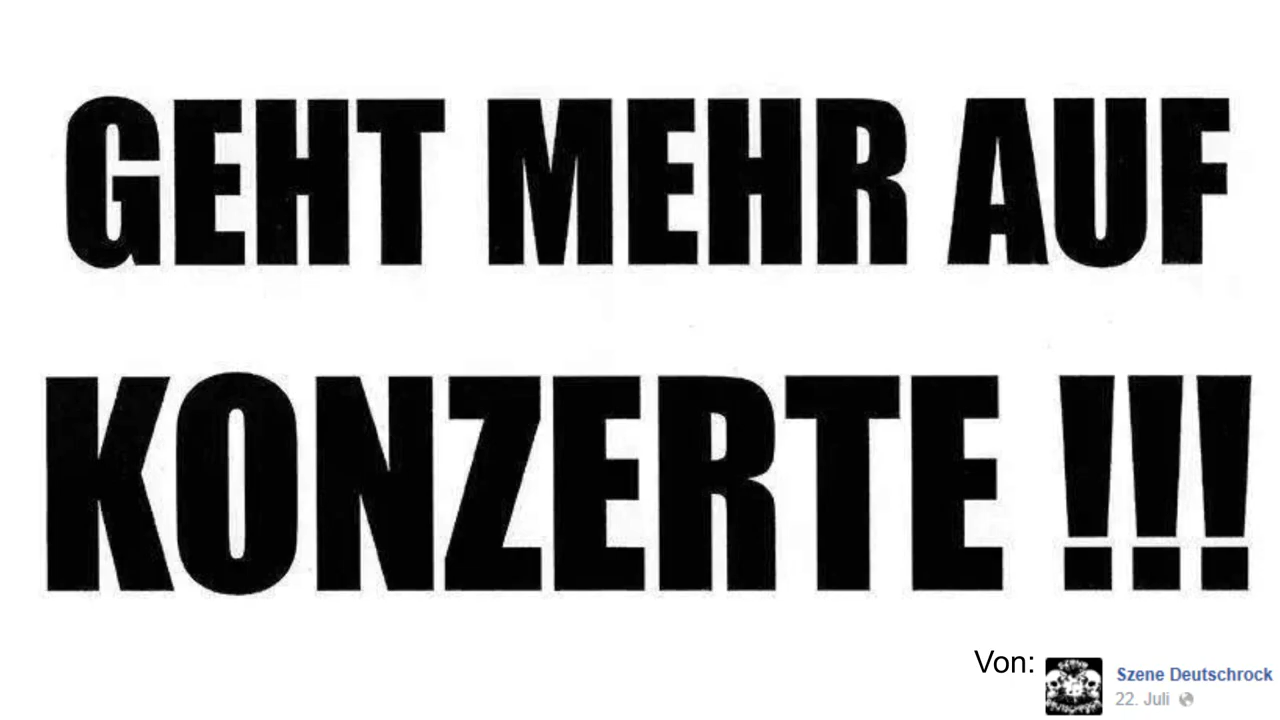 GEHT MEHR AUF
KONZERTE !!!
Von:
Szene Deutschrock
22. Juli